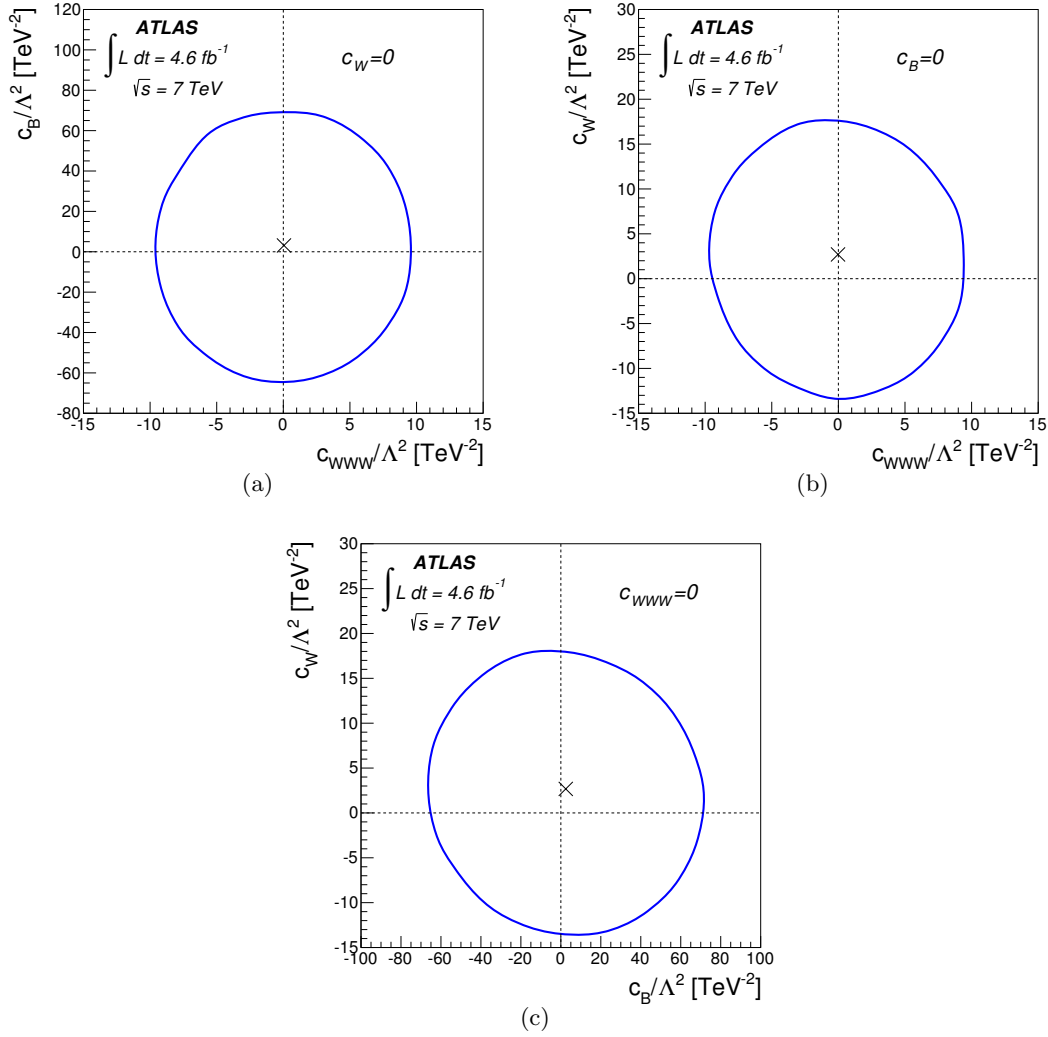 ATLAS
∫ L dt = 4.6 fb⁻¹
√s = 7 TeV
c_W=0
c_B/Λ² [TeV⁻²]
120
100
80
60
40
20
0
-20
-40
-60
-80
-15 -10 -5 0 5 10 15
c_WWW/Λ² [TeV⁻²]
(a)
ATLAS
∫ L dt = 4.6 fb⁻¹
√s = 7 TeV
c_B=0
c_W/Λ² [TeV⁻²]
30
25
20
15
10
5
0
-5
-10
-15
-15 -10 -5 0 5 10 15
c_WWW/Λ² [TeV⁻²]
(b)
ATLAS
∫ L dt = 4.6 fb⁻¹
√s = 7 TeV
c_WWW=0
c_W/Λ² [TeV⁻²]
30
25
20
15
10
5
0
-5
-10
-15
-100 -80 -60 -40 -20 0 20 40 60 80 100
c_B/Λ² [TeV⁻²]
(c)